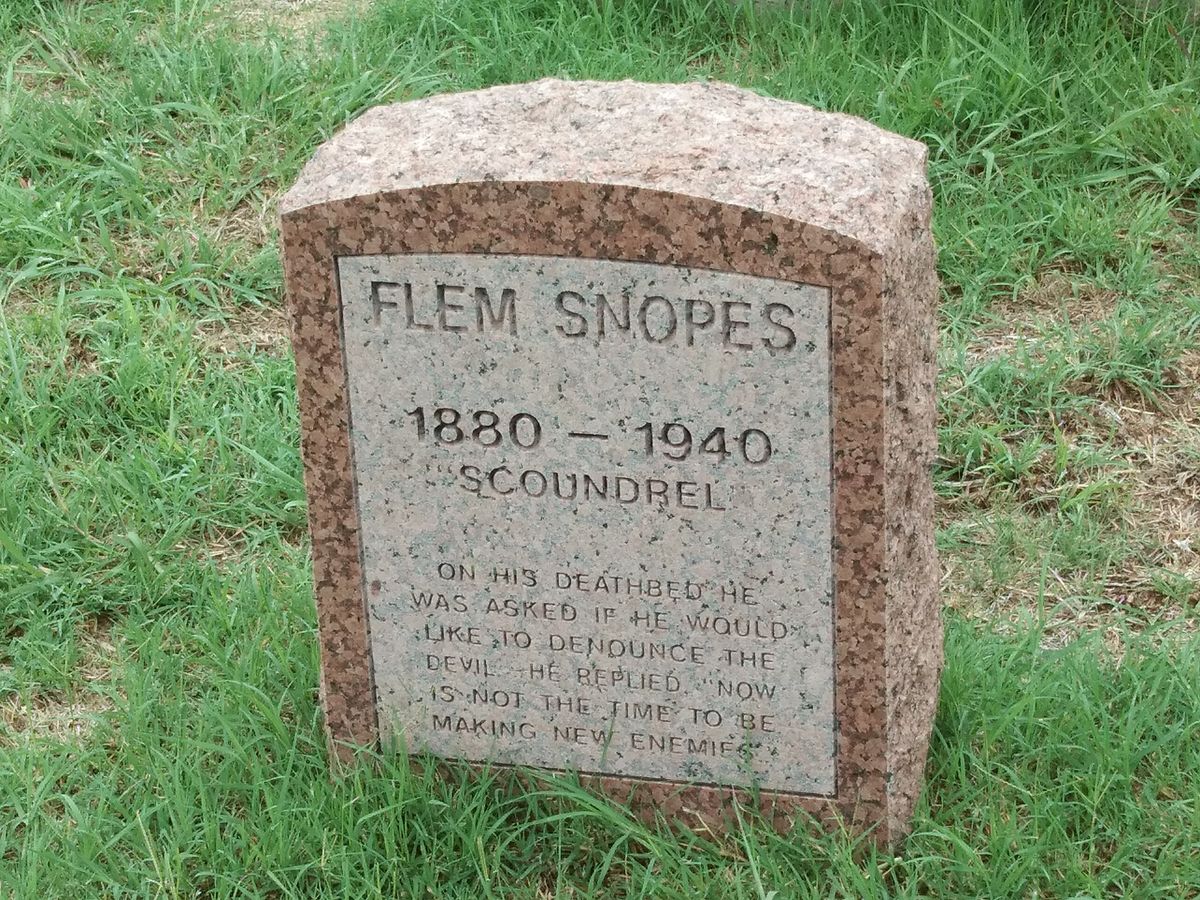 FLEM SNOPES
1880 — 1940
"SCOUNDREL"
ON HIS DEATHBED HE
WAS ASKED IF HE WOULD
LIKE TO DENOUNCE THE
DEVIL. HE REPLIED, "NOW
IS NOT THE TIME TO BE
MAKING NEW ENEMIES".